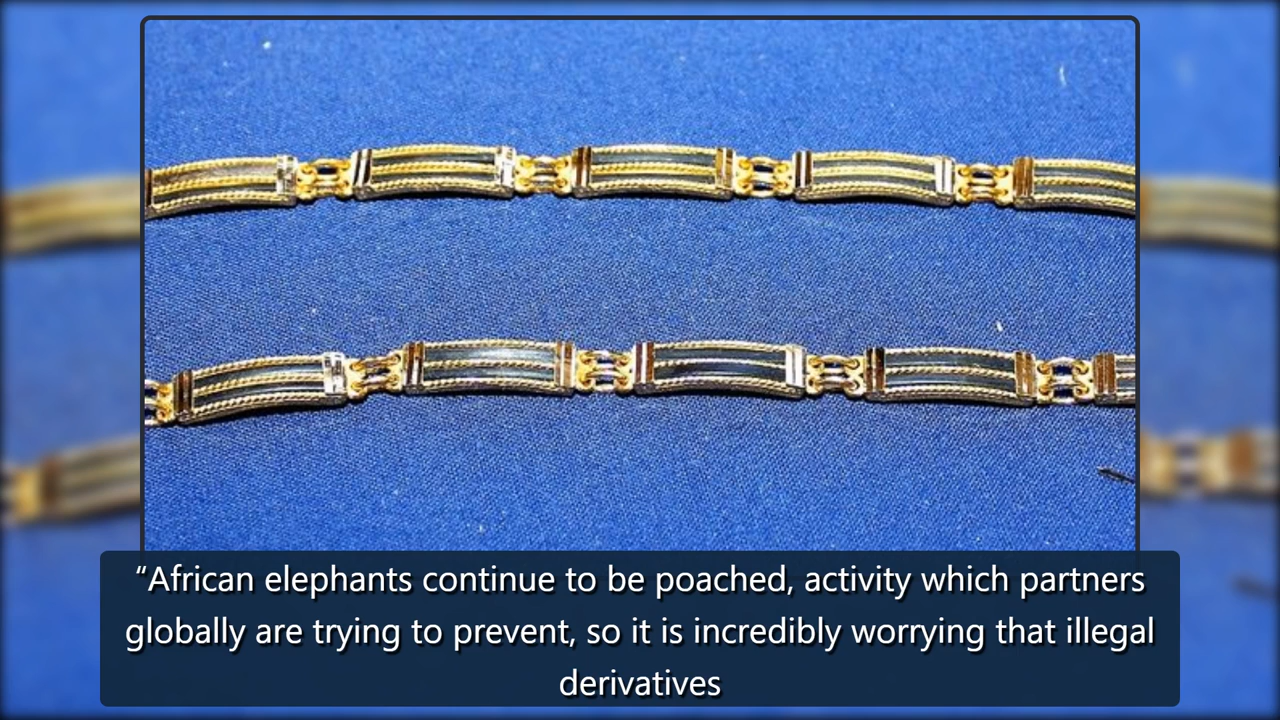 “African elephants continue to be poached, activity which partners
globally are trying to prevent, so it is incredibly worrying that illegal
derivatives